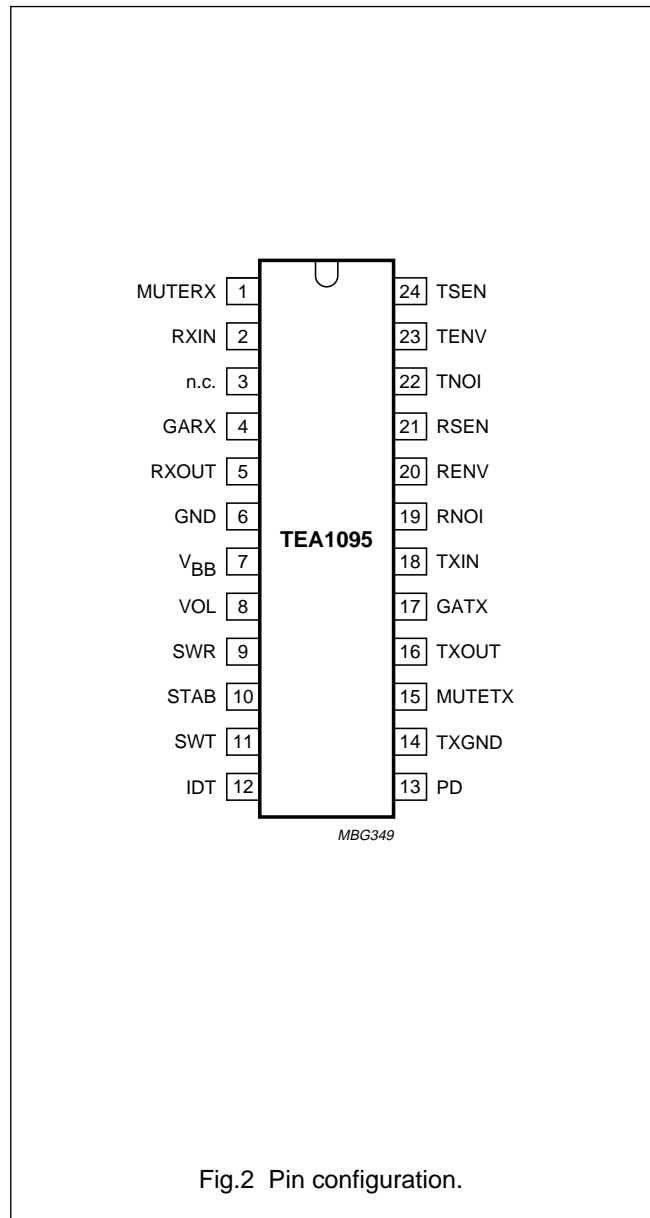 MUTERX 1 24 TSEN
RXIN 2 23 TENV
n.c. 3 22 TNOI
GARX 4 21 RSEN
RXOUT 5 20 RENV
GND 6 19 RNOI
TEA1095
VBB 7 18 TXIN
VOL 8 17 GATX
SWR 9 16 TXOUT
STAB 10 15 MUTETX
SWT 11 14 TXGND
IDT 12 13 PD
MBG349
Fig.2 Pin configuration.